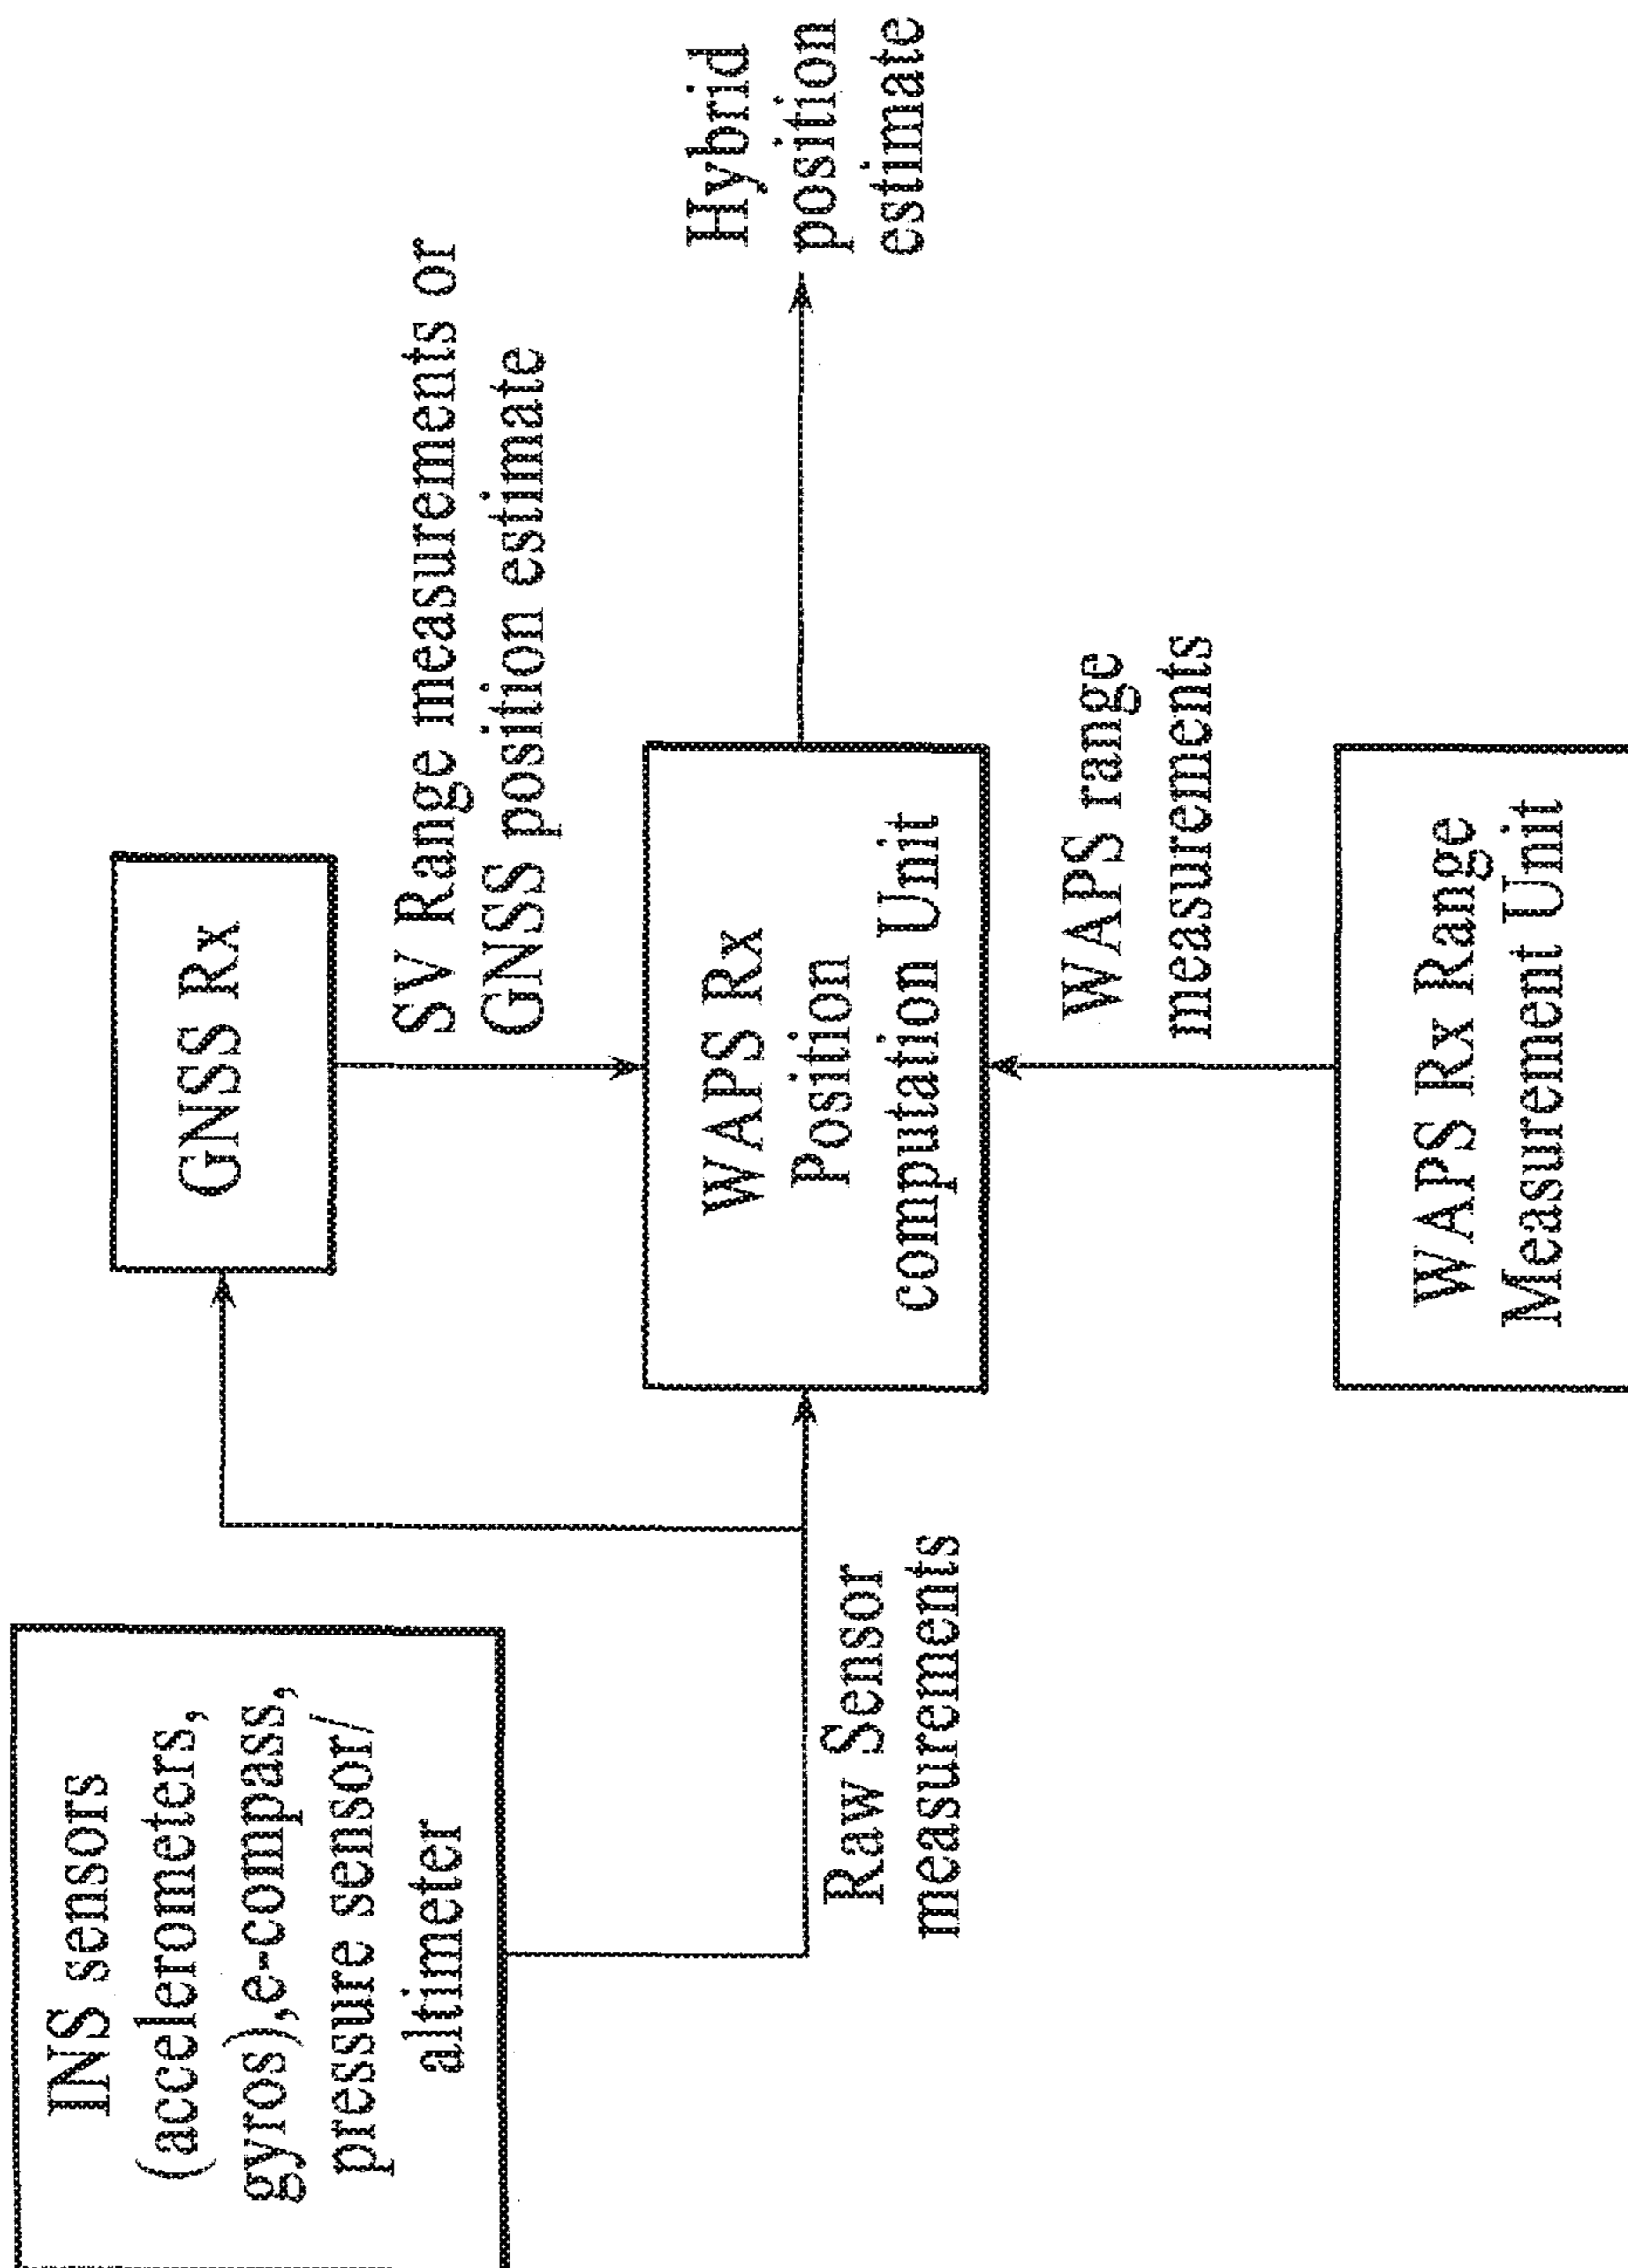 INS sensors
(accelerometers,
gyros),e-compass,
pressure sensor/
altimeter
GNSS Rx
SV Range measurements or
GNSS position estimate
Raw Sensor
measurements
WAPS Rx
Position
computation Unit
Hybrid
position
estimate
WAPS range
measurements
WAPS Rx Range
Measurement Unit